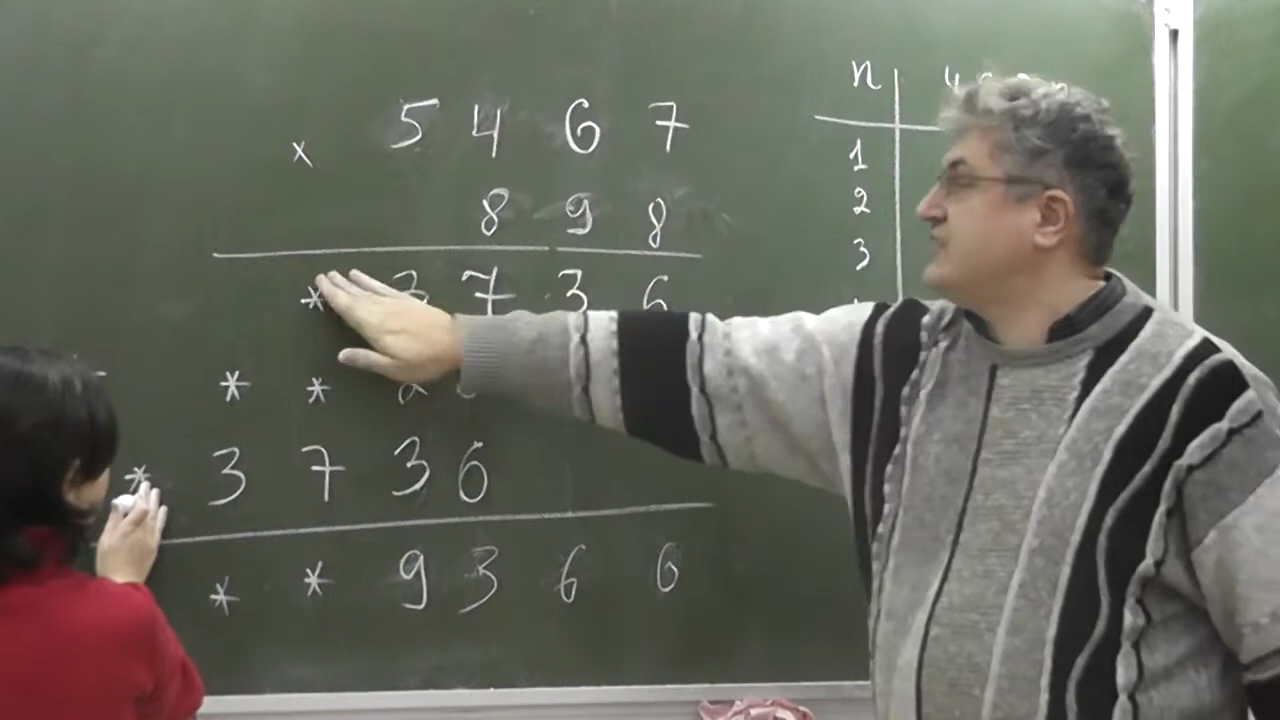 5 4 6 7
×
8 9 8
* 3 7 3 6
* *
* 3 7 3 6
* * 9 3 6 6
n
1
2
3